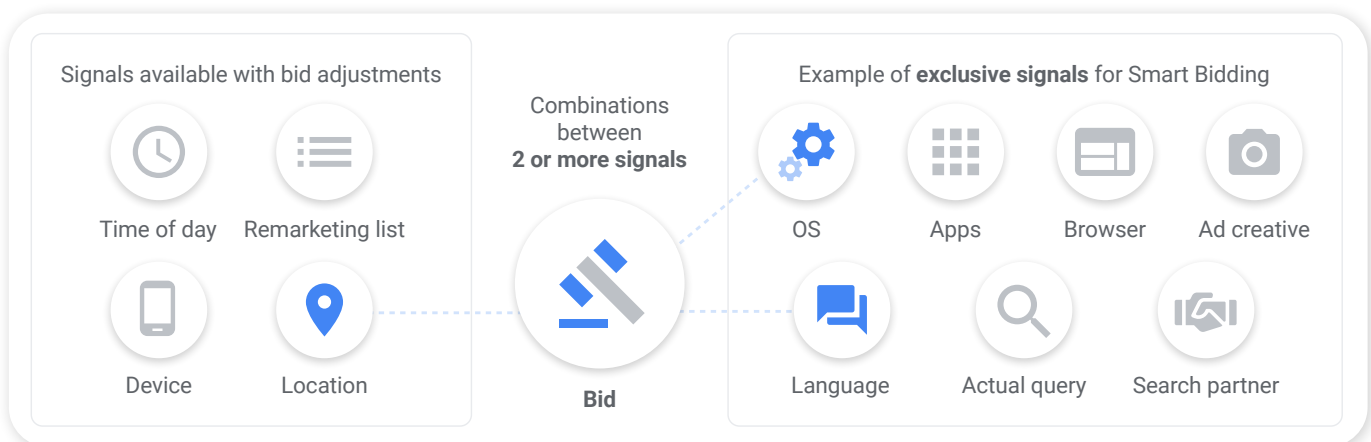 Signals available with bid adjustments
Time of day
Remarketing list
Device
Location
Combinations
between
2 or more signals
Bid
Example of exclusive signals for Smart Bidding
OS
Apps
Browser
Ad creative
Language
Actual query
Search partner